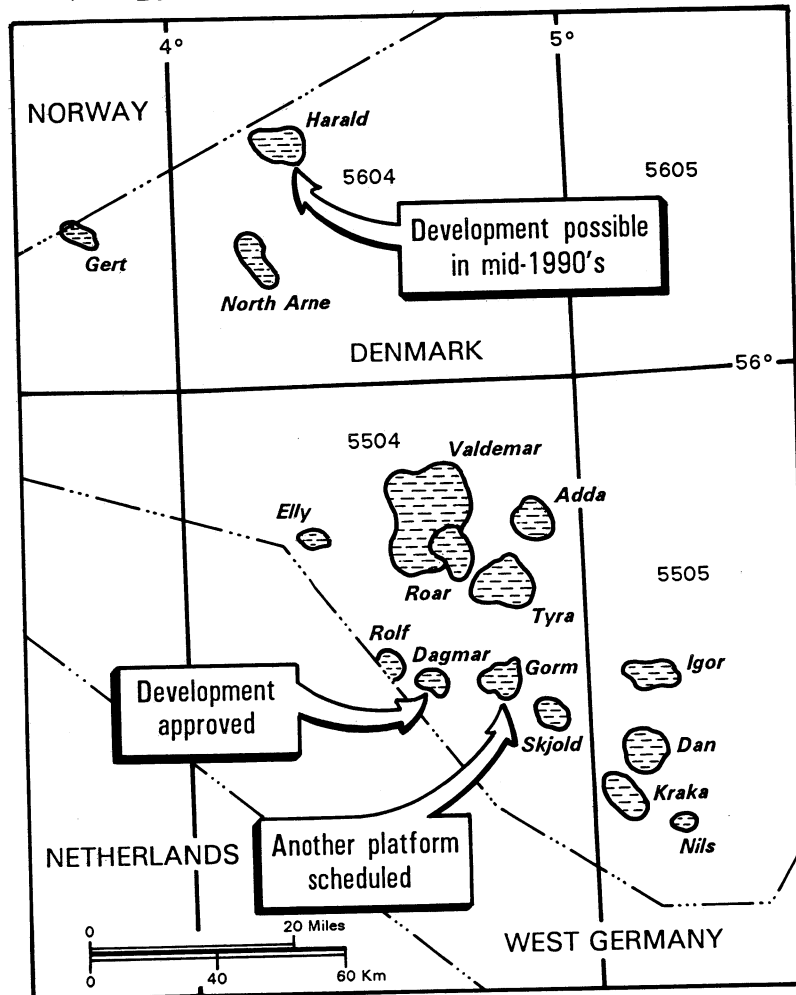 4°
5°
NORWAY
Harald
5604
5605
Development possible
in mid-1990's
Gert
North Arne
DENMARK
56°
5504
Valdemar
Adda
Elly
5505
Roar
Tyra
Rolf
Dagmar
Gorm
Igor
Development
approved
Skjold
Dan
Kraka
Another platform
scheduled
Nils
NETHERLANDS
0
20 Miles
WEST GERMANY
0
40
60 Km